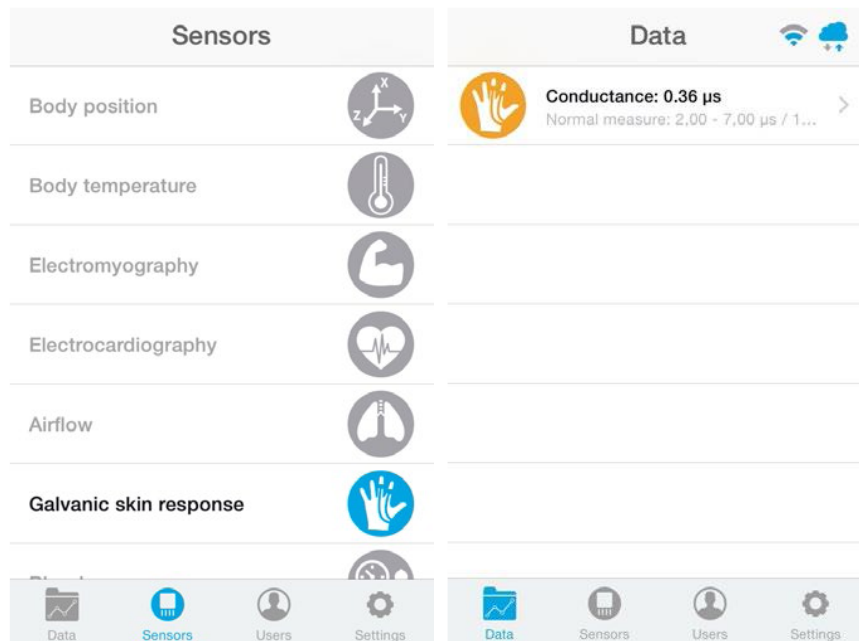 Sensors
Body position
X
Z
Y
Body temperature
Electromyography
Electrocardiography
Airflow
Galvanic skin response
Data
Sensors
Users
Settings
Data
Conductance: 0.36 μs
Normal measure: 2,00 - 7,00 μs / 1...
Data
Sensors
Users
Settings